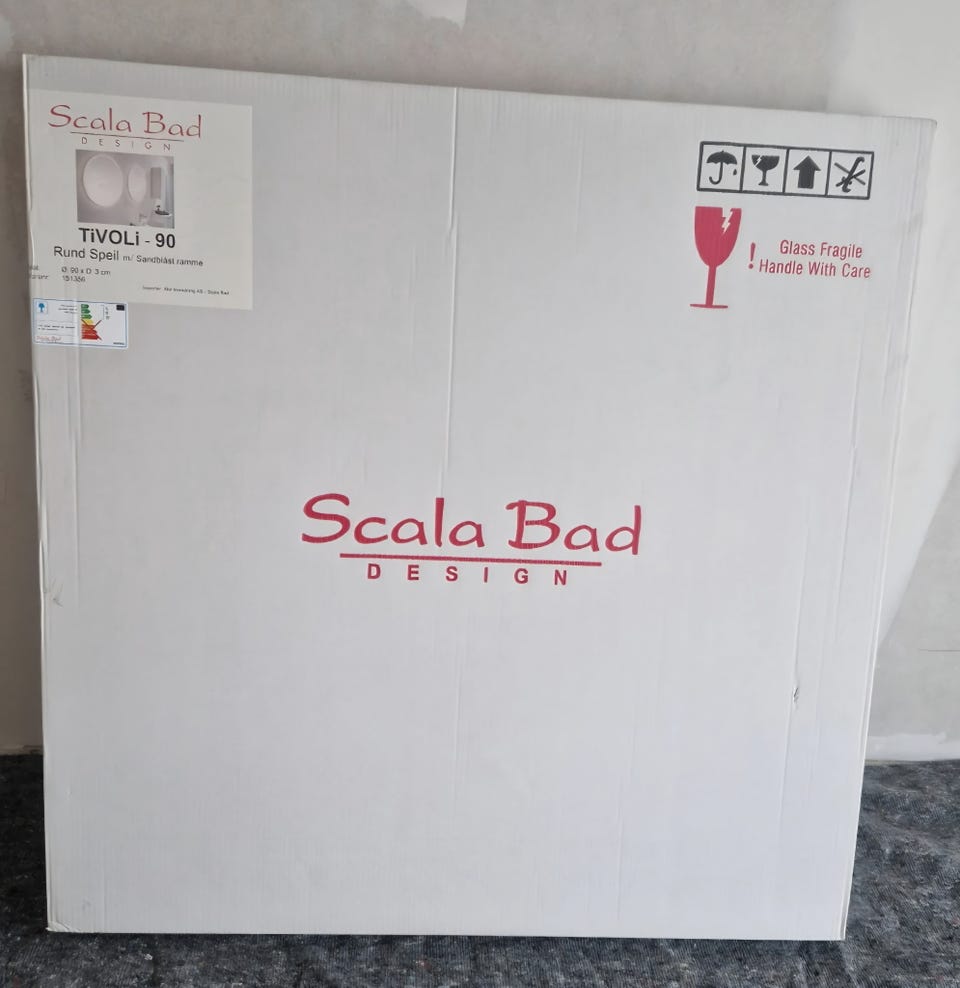 Scala Bad
DESIGN
TiVOLi - 90
Rund Speil m/ Sandblåst ramme
Ø 90 x D 3 cm
151386
Glass Fragile
! Handle With Care
Scala Bad
DESIGN